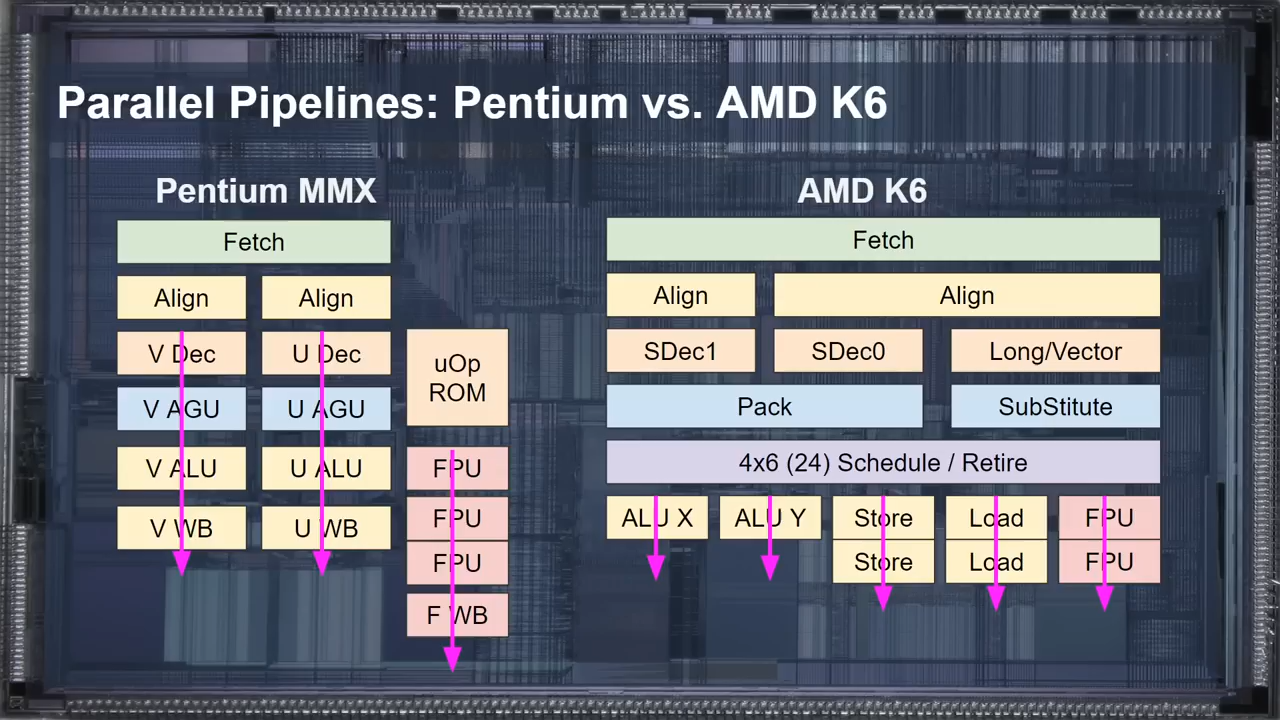 Parallel Pipelines: Pentium vs. AMD K6
Pentium MMX
Fetch
Align
Align
V Dec
U Dec
uOp
ROM
V AGU
U AGU
V ALU
U ALU
FPU
V WB
U WB
FPU
FPU
F WB
AMD K6
Fetch
Align
Align
SDec1
SDec0
Long/Vector
Pack
SubStitute
4x6 (24) Schedule / Retire
ALU X
ALU Y
Store
Load
FPU
Store
Load
FPU